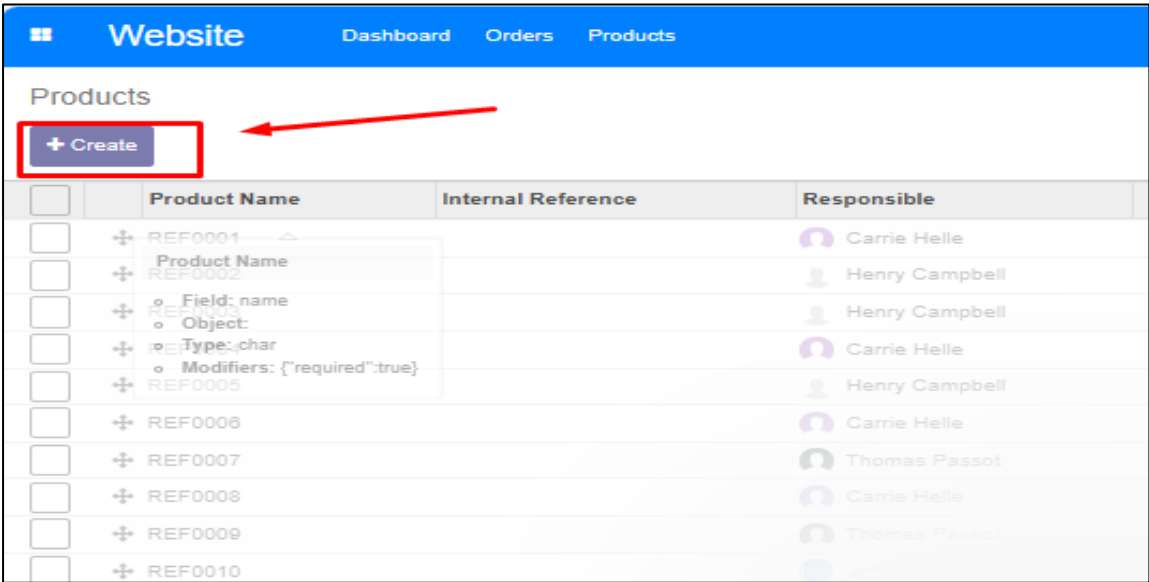 Website Dashboard Orders Products
Products
+ Create
Product Name Internal Reference Responsible
REF0001 Carrie Helle
Product Name
REF0002 Henry Campbell
Field: name
REF0003 Henry Campbell
Object:
Type: char
Carrie Helle
Modifiers: {"required":true}
REF0005 Henry Campbell
REF0006 Carrie Helle
REF0007 Thomas Passot
REF0008 Carrie Helle
REF0009 Thomas Passot
REF0010